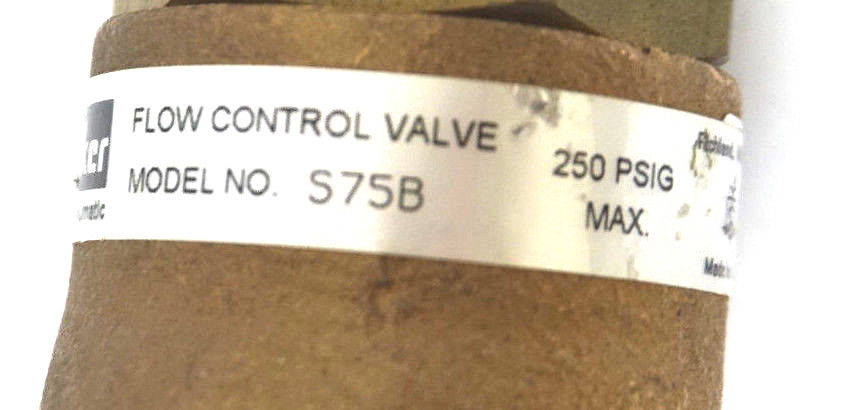 FLOW CONTROL VALVE
MODEL NO. S75B
250 PSIG
MAX.